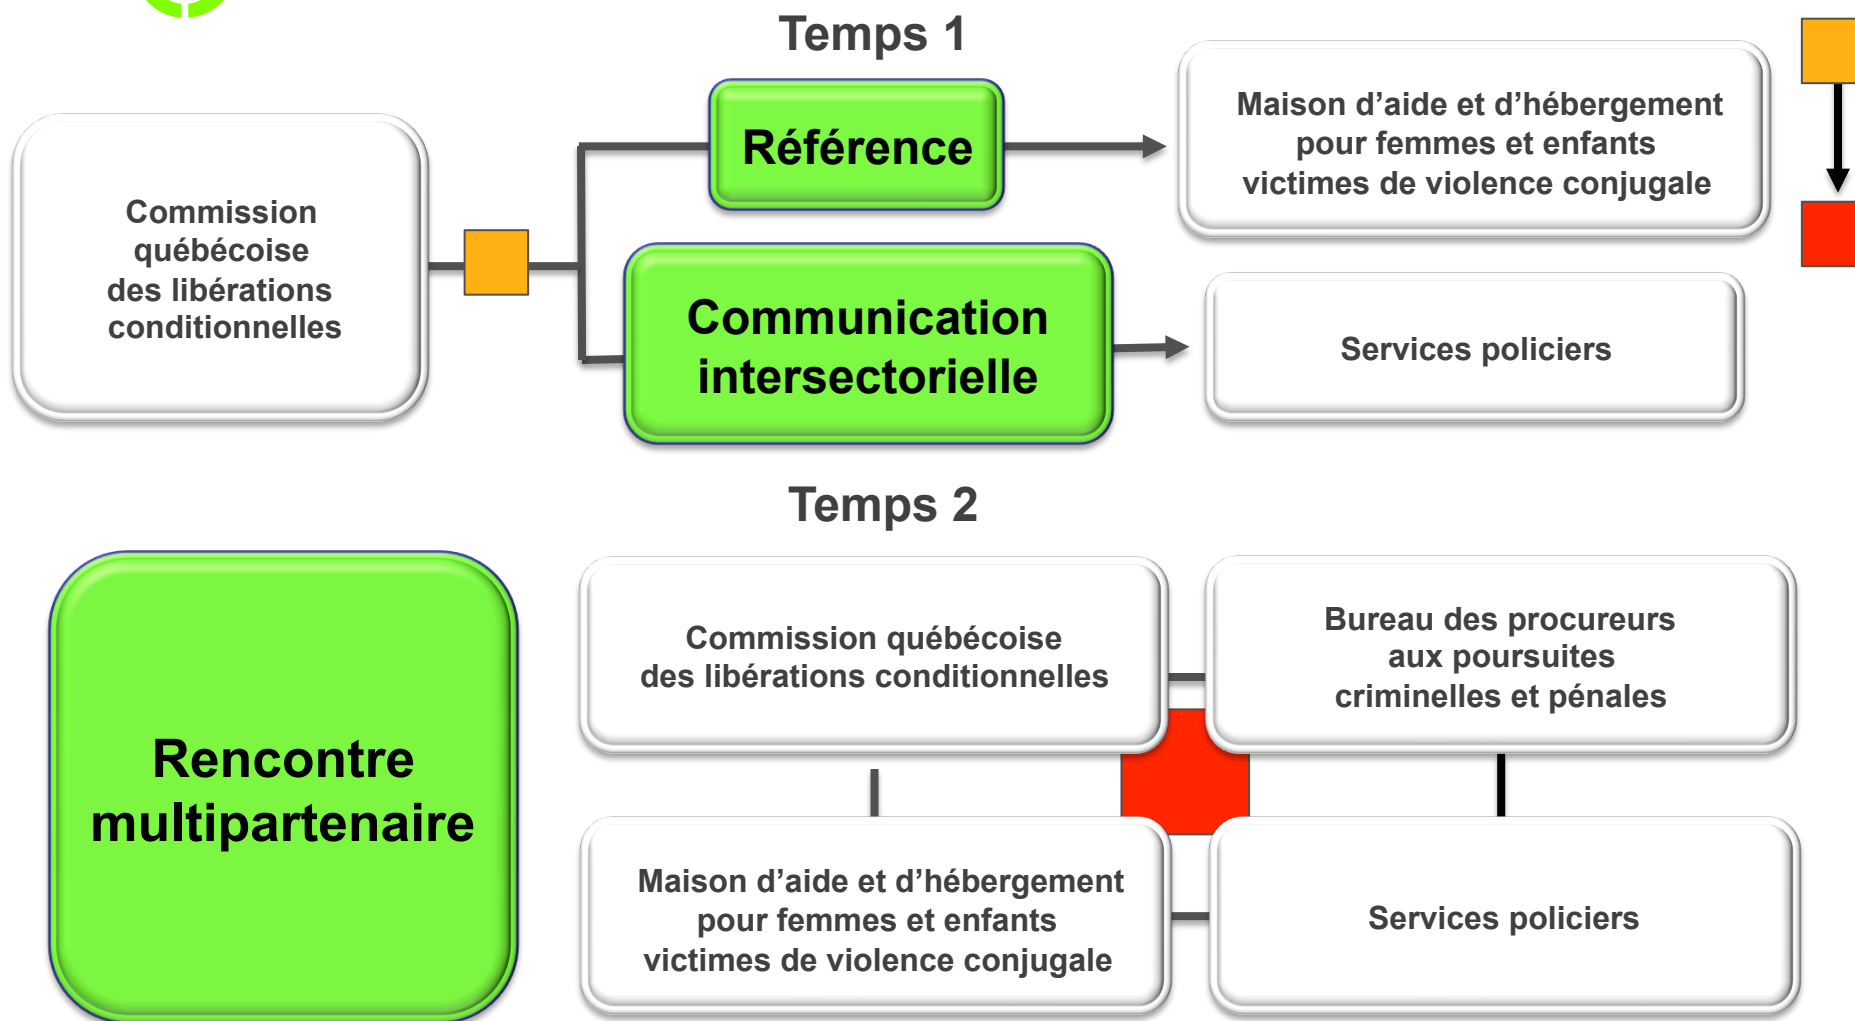 Temps 1
Commission
québécoise
des libérations
conditionnelles
Référence
Maison d’aide et d’hébergement
pour femmes et enfants
victimes de violence conjugale
Communication
intersectorielle
Services policiers
Temps 2
Rencontre
multipartenaire
Commission québécoise
des libérations conditionnelles
Bureau des procureurs
aux poursuites
criminelles et pénales
Maison d’aide et d’hébergement
pour femmes et enfants
victimes de violence conjugale
Services policiers